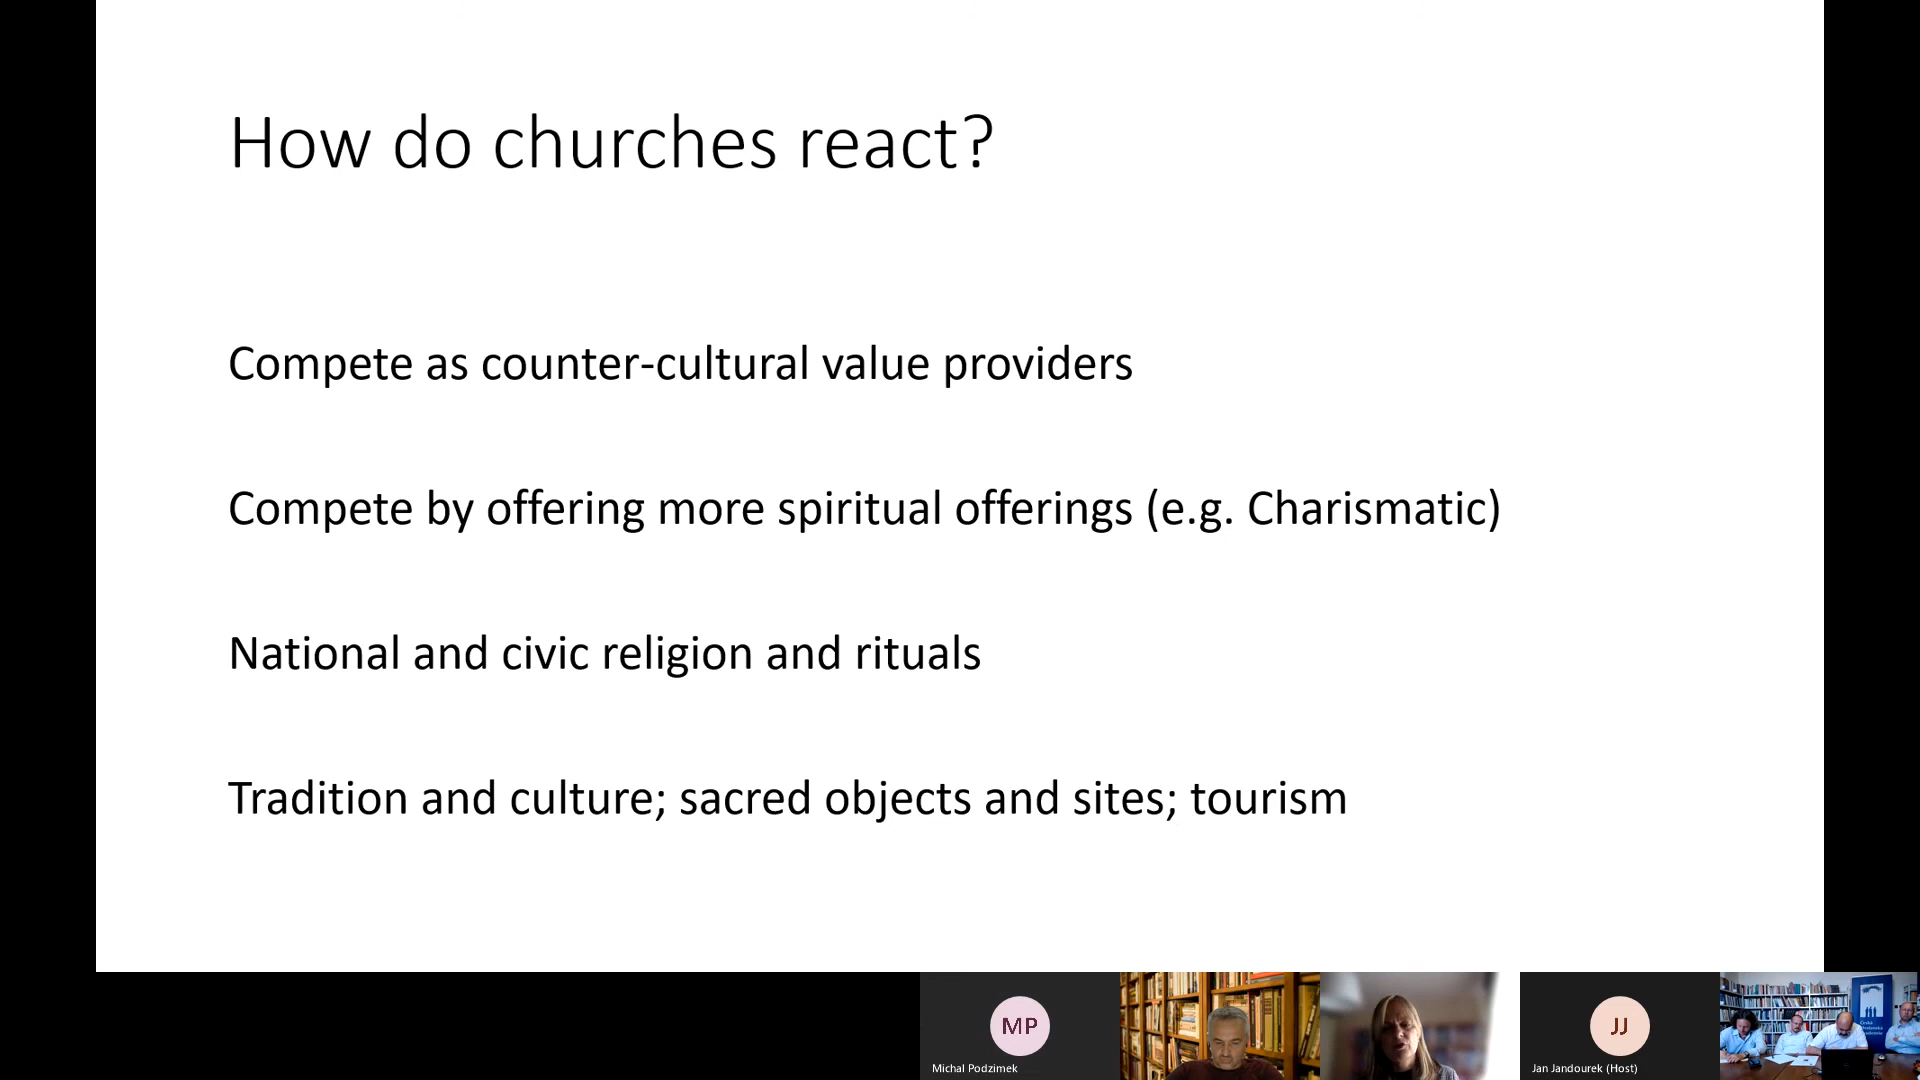 How do churches react?
Compete as counter-cultural value providers
Compete by offering more spiritual offerings (e.g. Charismatic)
National and civic religion and rituals
Tradition and culture; sacred objects and sites; tourism
MP
Michal Podzimek
JJ
Jan Jandourek (Host)